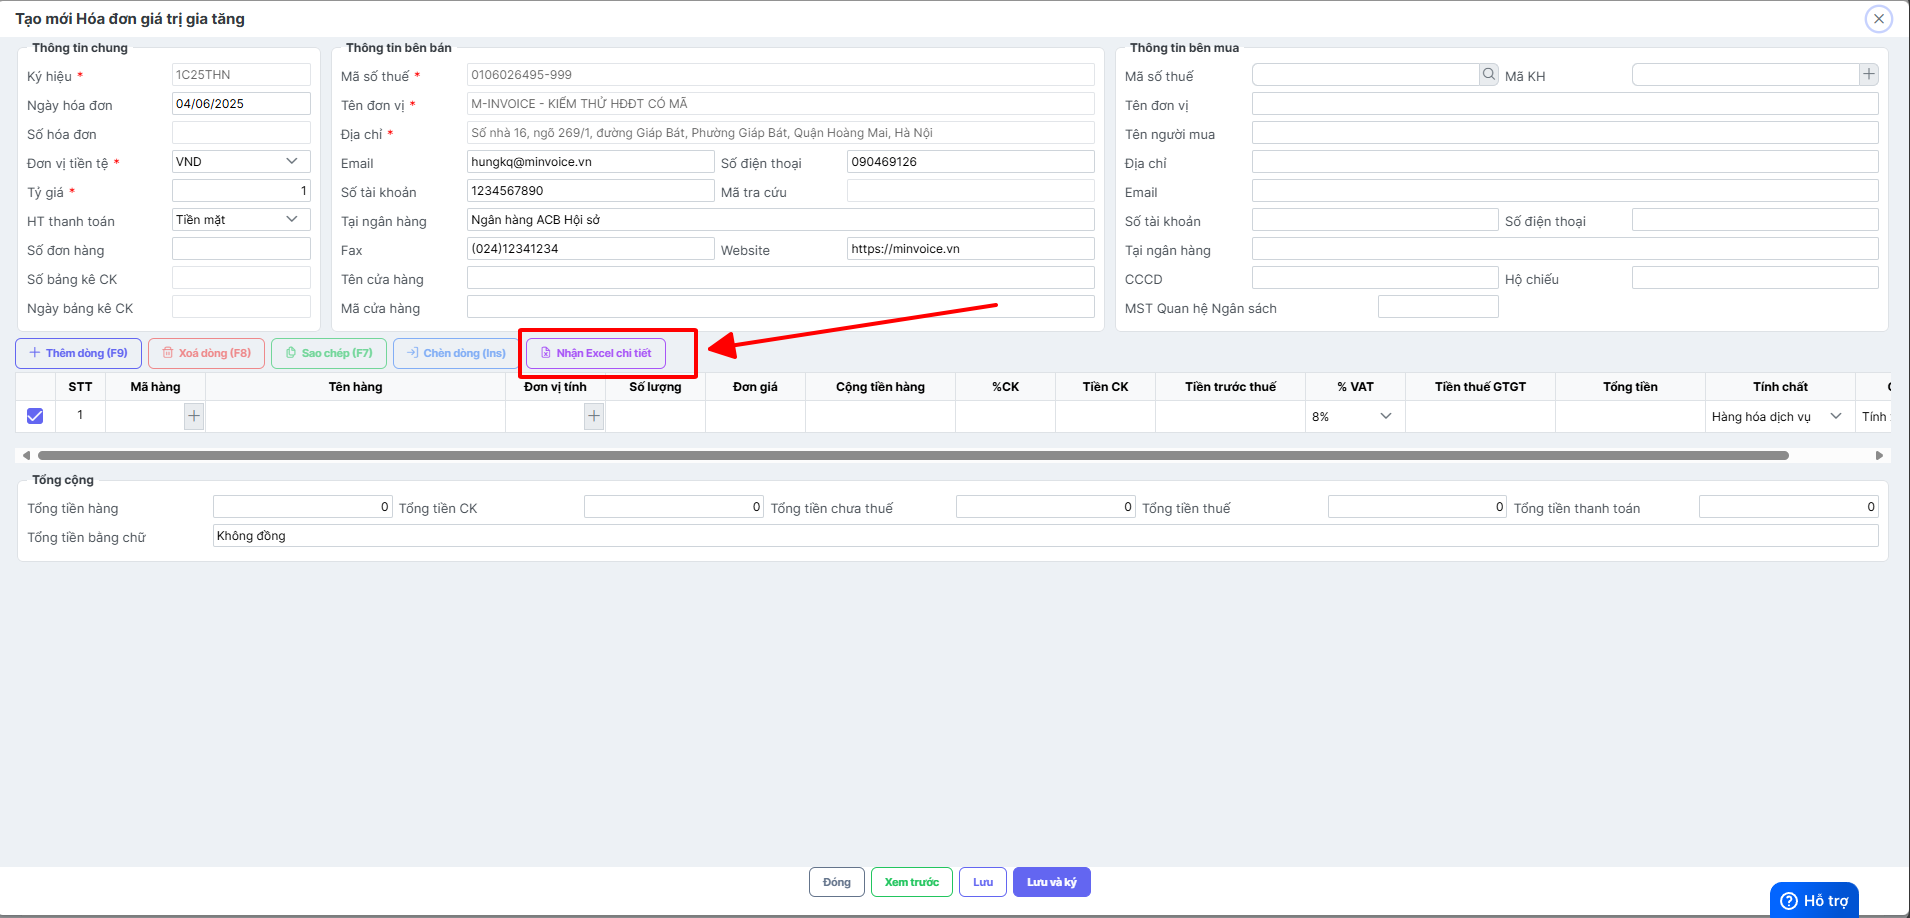 Tạo mới Hóa đơn giá trị gia tăng
Thông tin chung
Ký hiệu *
1C25THN
Ngày hóa đơn
04/06/2025
Số hóa đơn
Đơn vị tiền tệ *
VND
Tỷ giá *
1
HT thanh toán
Tiền mặt
Số đơn hàng
Số bảng kê CK
Ngày bảng kê CK
Thông tin bên bán
Mã số thuế *
0106026495-999
Tên đơn vị *
M-INVOICE - KIỂM THỬ HĐĐT CÓ MÃ
Địa chỉ *
Số nhà 16, ngõ 269/1, đường Giáp Bát, Phường Giáp Bát, Quận Hoàng Mai, Hà Nội
Email
hungkq@minvoice.vn
Số điện thoại
090469126
Số tài khoản
1234567890
Mã tra cứu
Tại ngân hàng
Ngân hàng ACB Hội sở
Fax
(024)12341234
Website
https://minvoice.vn
Tên cửa hàng
Mã cửa hàng
Thông tin bên mua
Mã số thuế
Mã KH
Tên đơn vị
Tên người mua
Địa chỉ
Email
Số tài khoản
Số điện thoại
Tại ngân hàng
CCCD
Hộ chiếu
MST Quan hệ Ngân sách
Thêm dòng (F9)
Xoá dòng (F8)
Sao chép (F7)
Chèn dòng (Ins)
Nhận Excel chi tiết
STT
Mã hàng
Tên hàng
Đơn vị tính
Số lượng
Đơn giá
Cộng tiền hàng
%CK
Tiền CK
Tiền trước thuế
% VAT
Tiền thuế GTGT
Tổng tiền
Tính chất
1
8%
Hàng hóa dịch vụ
Tính
Tổng cộng
Tổng tiền hàng
0
Tổng tiền CK
0
Tổng tiền chưa thuế
0
Tổng tiền thuế
0
Tổng tiền thanh toán
0
Tổng tiền bằng chữ
Không đồng
Đóng
Xem trước
Lưu
Lưu và ký
Hỗ trợ